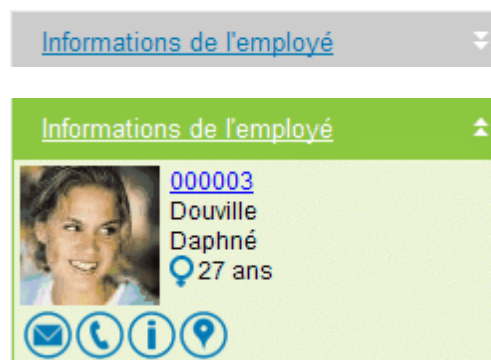 Informations de l'employé
Informations de l'employé
000003
Douville
Daphné
27 ans